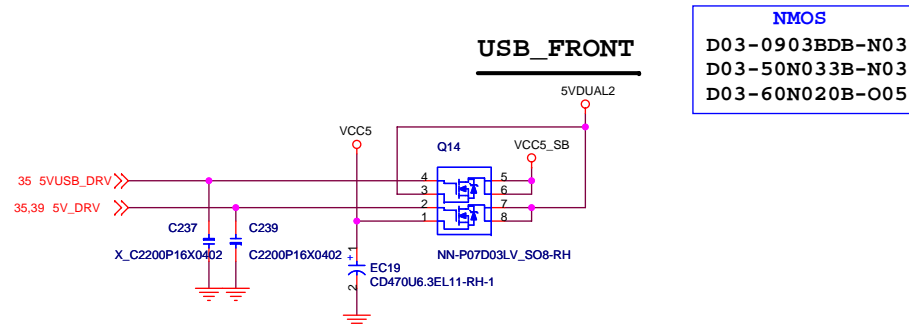 NMOS
USB_FRONT
D03-0903BDB-N03
D03-50N033B-N03
D03-60N020B-O05
5VDUAL2
VCC5
Q14
VCC5_SB
35 5VUSB_DRV
4
5
3
6
35,39 5V_DRV
2
7
1
8
C237
C239
X_C2200P16X0402
C2200P16X0402
NN-P07D03LV_SO8-RH
1
+
EC19
CD470U6.3EL11-RH-1
2